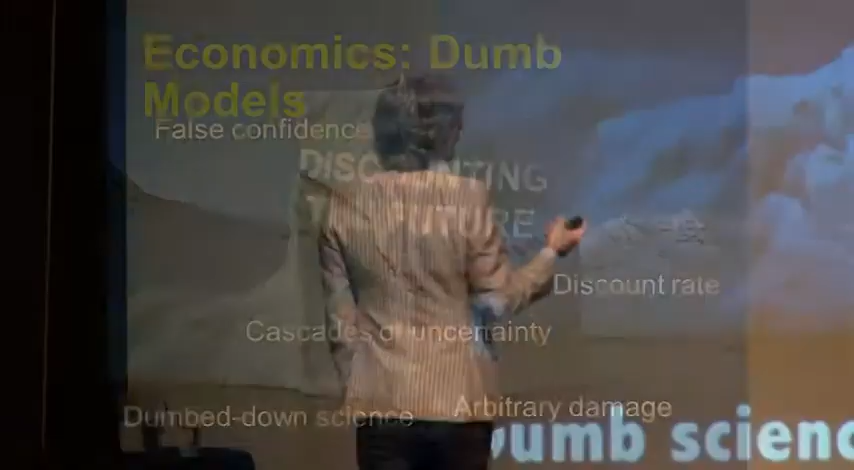 Economics: Dumb
Models
False confidence
DISCOUNTING
THE FUTURE
Discount rate
Cascades of uncertainty
Dumbed-down science
Arbitrary damage
Dumb scienc